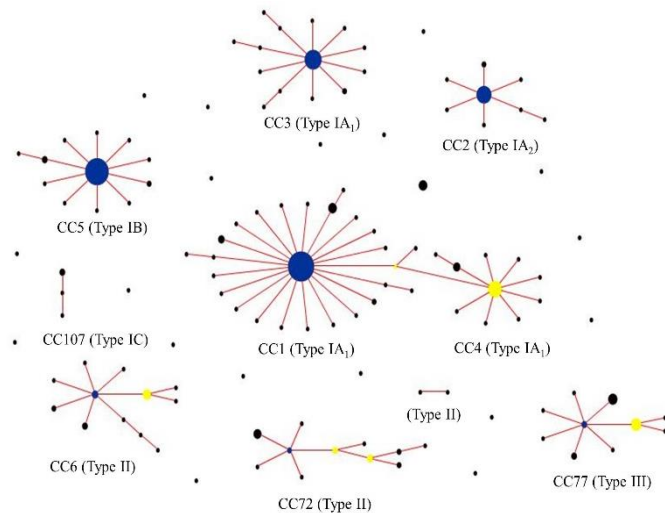 CC3 (Type IA₁)
CC2 (Type IA₂)
CC5 (Type IB)
CC107 (Type IC)
CC1 (Type IA₁)
CC4 (Type IA₁)
(Type II)
CC6 (Type II)
CC72 (Type II)
CC77 (Type III)